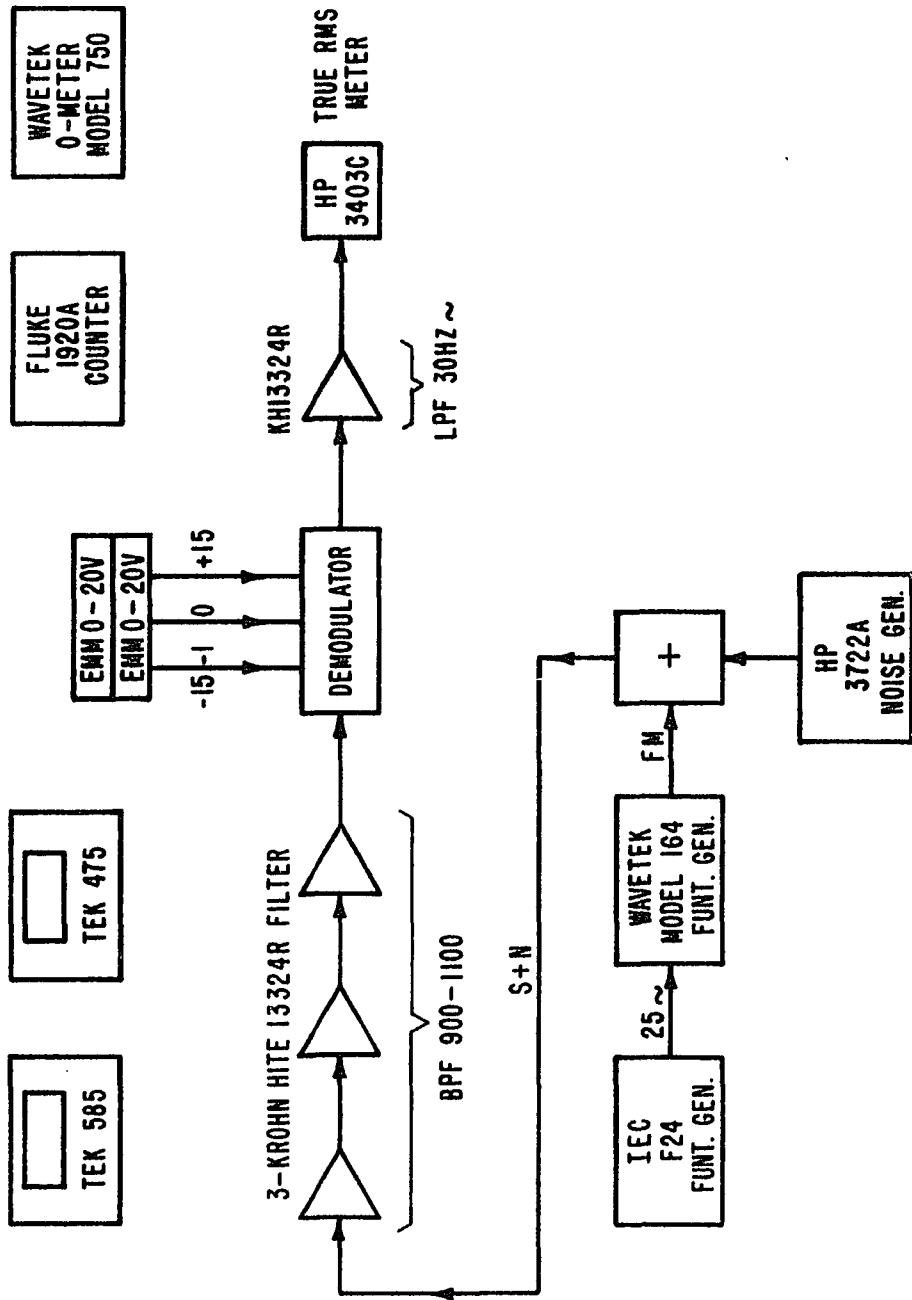 TEK 585
TEK 475
EMM 0-20V
EMM 0-20V
FLUKE
1920A
COUNTER
WAVETEK
O-METER
MODEL 750
3-KROHN HITE 13324R FILTER
BPF 900-1100
-15-1
0
+15
DEMODULATOR
KH13324R
LPF 30HZ~
HP
3403C
TRUE RMS
METER
S+N
IEC
F24
FUNT. GEN.
25~
WAVETEK
MODEL 164
FUNT. GEN.
FM
+
HP
3722A
NOISE GEN.